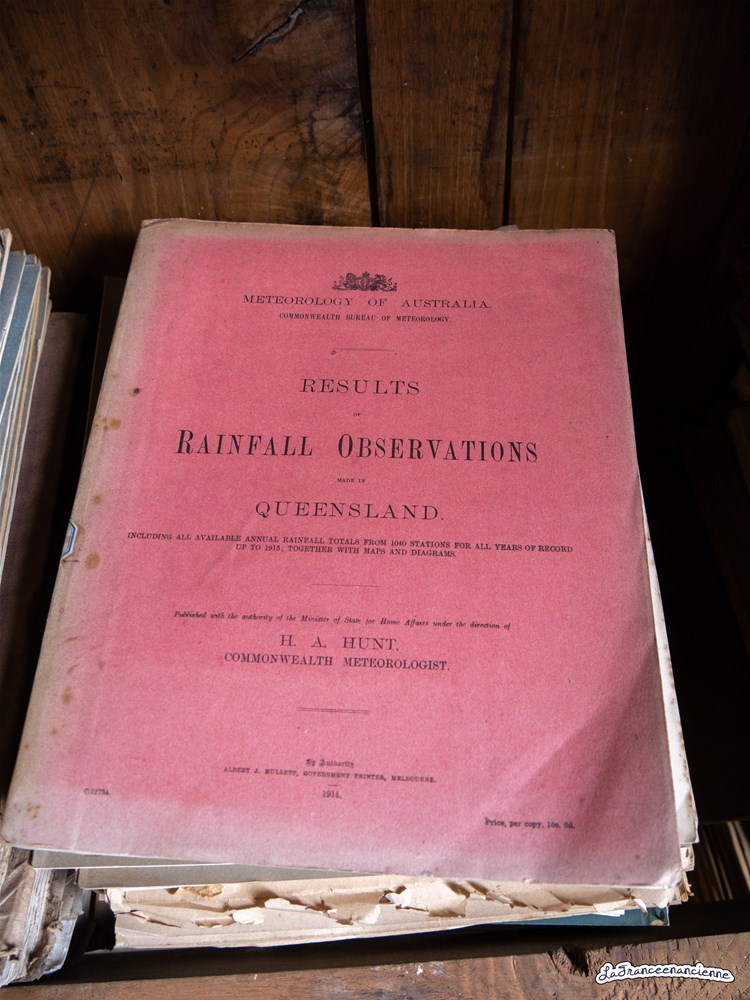 METEOROLOGY OF AUSTRALIA.
COMMONWEALTH BUREAU OF METEOROLOGY.
RESULTS
OF
RAINFALL OBSERVATIONS
MADE IN
QUEENSLAND.
INCLUDING ALL AVAILABLE ANNUAL RAINFALL TOTALS FROM 1040 STATIONS FOR ALL YEARS OF RECORD
UP TO 1913; TOGETHER WITH MAPS AND DIAGRAMS.
Published with the authority of the Minister of State for Home Affairs under the direction of
H. A. HUNT,
COMMONWEALTH METEOROLOGIST.
By Authority
ALBERT J. MULLETT, GOVERNMENT PRINTER, MELBOURNE.
1914.
C.12754.
Price, per copy, 10s. 6d.
LaFranceenancienne